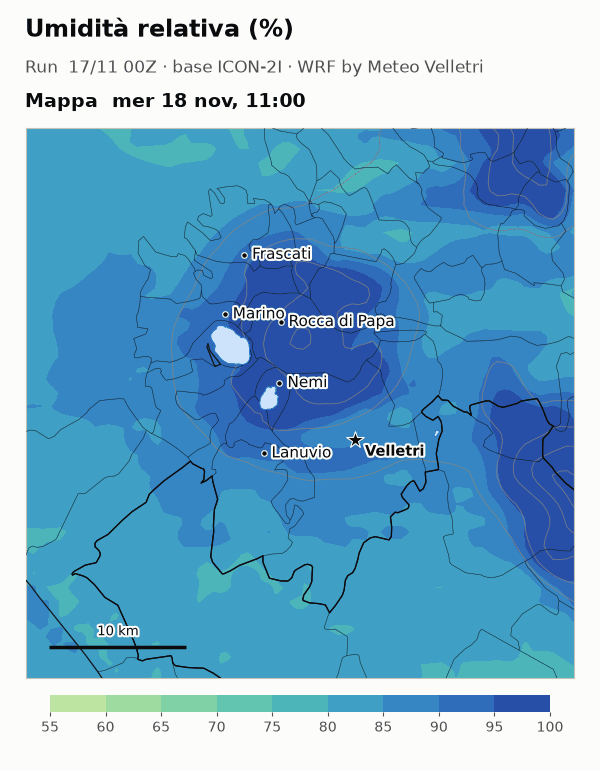 Umidità relativa (%)
Run  17/11 00Z · base ICON-2I · WRF by Meteo Velletri
Mappa  mer 18 nov, 11:00
Frascati
Marino
Rocca di Papa
Nemi
Velletri
Lanuvio
10 km
55 60 65 70 75 80 85 90 95 100